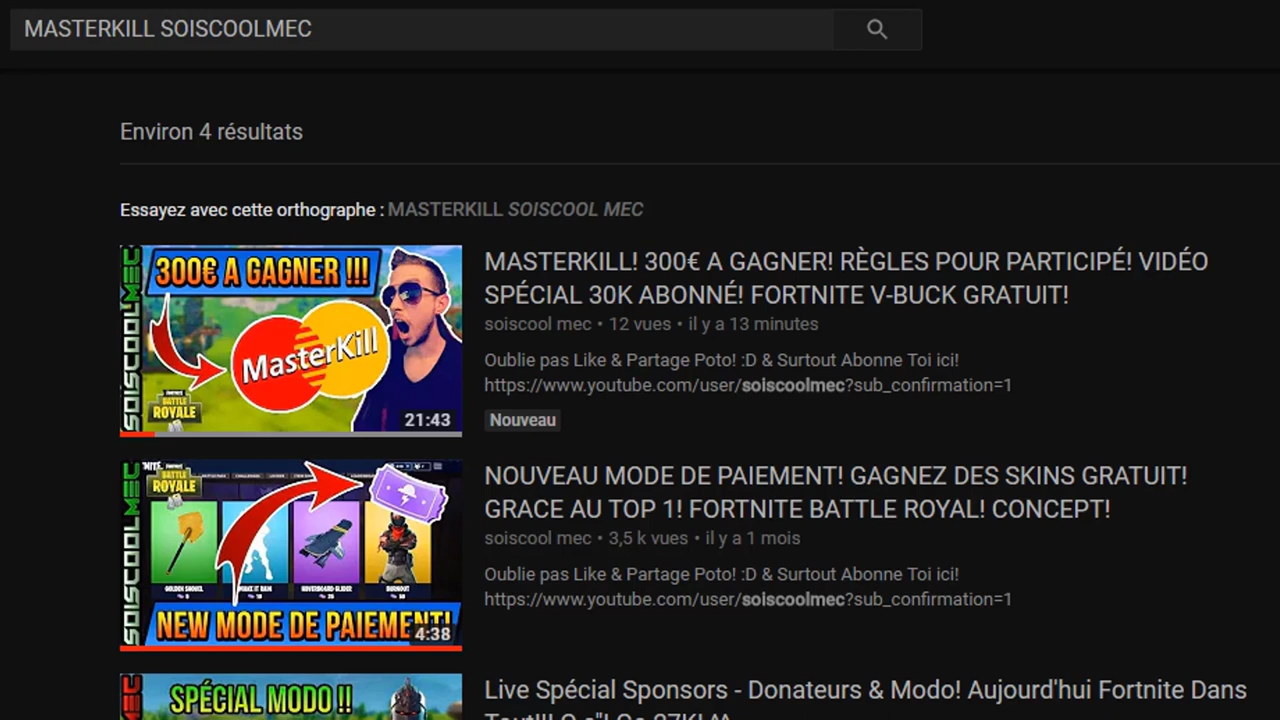 MASTERKILL SOISCOOLMEC
Environ 4 résultats
Essayez avec cette orthographe : MASTERKILL SOISCOOL MEC
SOISCOOLMEC
300€ A GAGNER !!!
MasterKill
BATTLE
ROYALE
21:43
MASTERKILL! 300€ A GAGNER! RÈGLES POUR PARTICIPÉ! VIDÉO
SPÉCIAL 30K ABONNÉ! FORTNITE V-BUCK GRATUIT!
soiscool mec • 12 vues • il y a 13 minutes
Oublie pas Like & Partage Poto! :D & Surtout Abonne Toi ici!
https://www.youtube.com/user/soiscoolmec?sub_confirmation=1
Nouveau
SOISCOOLMEC
BATTLE
ROYALE
GOLDEN SHOVEL
MAKE IT RAIN
HOVERBOARD GLIDER
BURNOUT
NEW MODE DE PAIEMENT!
4:38
NOUVEAU MODE DE PAIEMENT! GAGNEZ DES SKINS GRATUIT!
GRACE AU TOP 1! FORTNITE BATTLE ROYAL! CONCEPT!
soiscool mec • 3,5 k vues • il y a 1 mois
Oublie pas Like & Partage Poto! :D & Surtout Abonne Toi ici!
https://www.youtube.com/user/soiscoolmec?sub_confirmation=1
SPÉCIAL MODO !!
Live Spécial Sponsors - Donateurs & Modo! Aujourd'hui Fortnite Dans